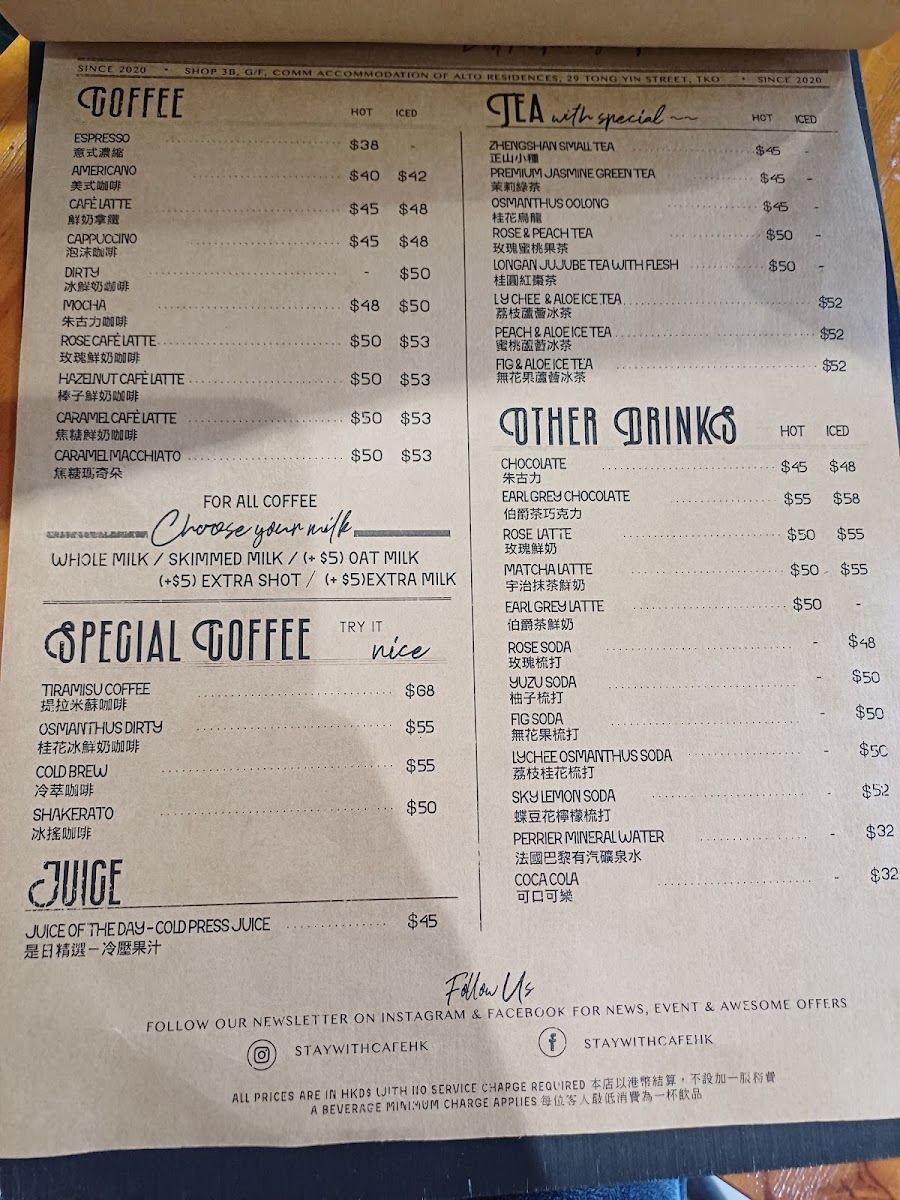 SINCE 2020 • SHOP 3B, G/F, COMM ACCOMMODATION OF ALTO RESIDENCES, 29 TONG YIN STREET, TKO • SINCE 2020
COFFEE HOT ICED
ESPRESSO $38 -
意式濃縮
AMERICANO $40 $42
美式咖啡
CAFÈ LATTE $45 $48
鮮奶拿鐵
CAPPUCCINO $45 $48
泡沫咖啡
DIRTY - $50
冰鮮奶咖啡
MOCHA $48 $50
朱古力咖啡
ROSE CAFÈ LATTE $50 $53
玫瑰鮮奶咖啡
HAZELNUT CAFÈ LATTE $50 $53
榛子鮮奶咖啡
CARAMEL CAFÈ LATTE $50 $53
焦糖鮮奶咖啡
CARAMEL MACCHIATO $50 $53
焦糖瑪奇朵
FOR ALL COFFEE
Choose your milk
WHOLE MILK / SKIMMED MILK / (+ $5) OAT MILK
(+$5) EXTRA SHOT / (+ $5)EXTRA MILK
SPECIAL COFFEE TRY IT nice
TIRAMISU COFFEE $68
提拉米蘇咖啡
OSMANTHUS DIRTY $55
桂花冰鮮奶咖啡
COLD BREW $55
冷萃咖啡
SHAKERATO $50
冰搖咖啡
JUICE
JUICE OF THE DAY - COLD PRESS JUICE $45
是日精選－冷壓果汁
TEA with special HOT ICED
ZHENGSHAN SMALL TEA $45 -
正山小種
PREMIUM JASMINE GREEN TEA $45 -
茉莉綠茶
OSMANTHUS OOLONG $45 -
桂花烏龍
ROSE & PEACH TEA $50 -
玫瑰蜜桃果茶
LONGAN JUJUBE TEA WITH FLESH $50 -
桂圓紅棗茶
LYCHEE & ALOE ICE TEA $52
荔枝蘆薈冰茶
PEACH & ALOE ICE TEA $52
蜜桃蘆薈冰茶
FIG & ALOE ICE TEA $52
無花果蘆薈冰茶
OTHER DRINKS HOT ICED
CHOCOLATE $45 $48
朱古力
EARL GREY CHOCOLATE $55 $58
伯爵茶巧克力
ROSE LATTE $50 $55
玫瑰鮮奶
MATCHA LATTE $50 $55
宇治抹茶鮮奶
EARL GREY LATTE $50 -
伯爵茶鮮奶
ROSE SODA - $48
玫瑰梳打
YUZU SODA - $50
柚子梳打
FIG SODA - $50
無花果梳打
LYCHEE OSMANTHUS SODA - $50
荔枝桂花梳打
SKY LEMON SODA - $52
蝶豆花檸檬梳打
PERRIER MINERAL WATER - $32
法國巴黎有汽礦泉水
COCA COLA - $32
可口可樂
Follow Us
FOLLOW OUR NEWSLETTER ON INSTAGRAM & FACEBOOK FOR NEWS, EVENT & AWESOME OFFERS
STAYWITHCAFEHK STAYWITHCAFEHK
ALL PRICES ARE IN HKD$ WITH NO SERVICE CHARGE REQUIRED 本店以港幣結算，不設加一服務費
A BEVERAGE MINIMUM CHARGE APPLIES 每位客人最低消費為一杯飲品